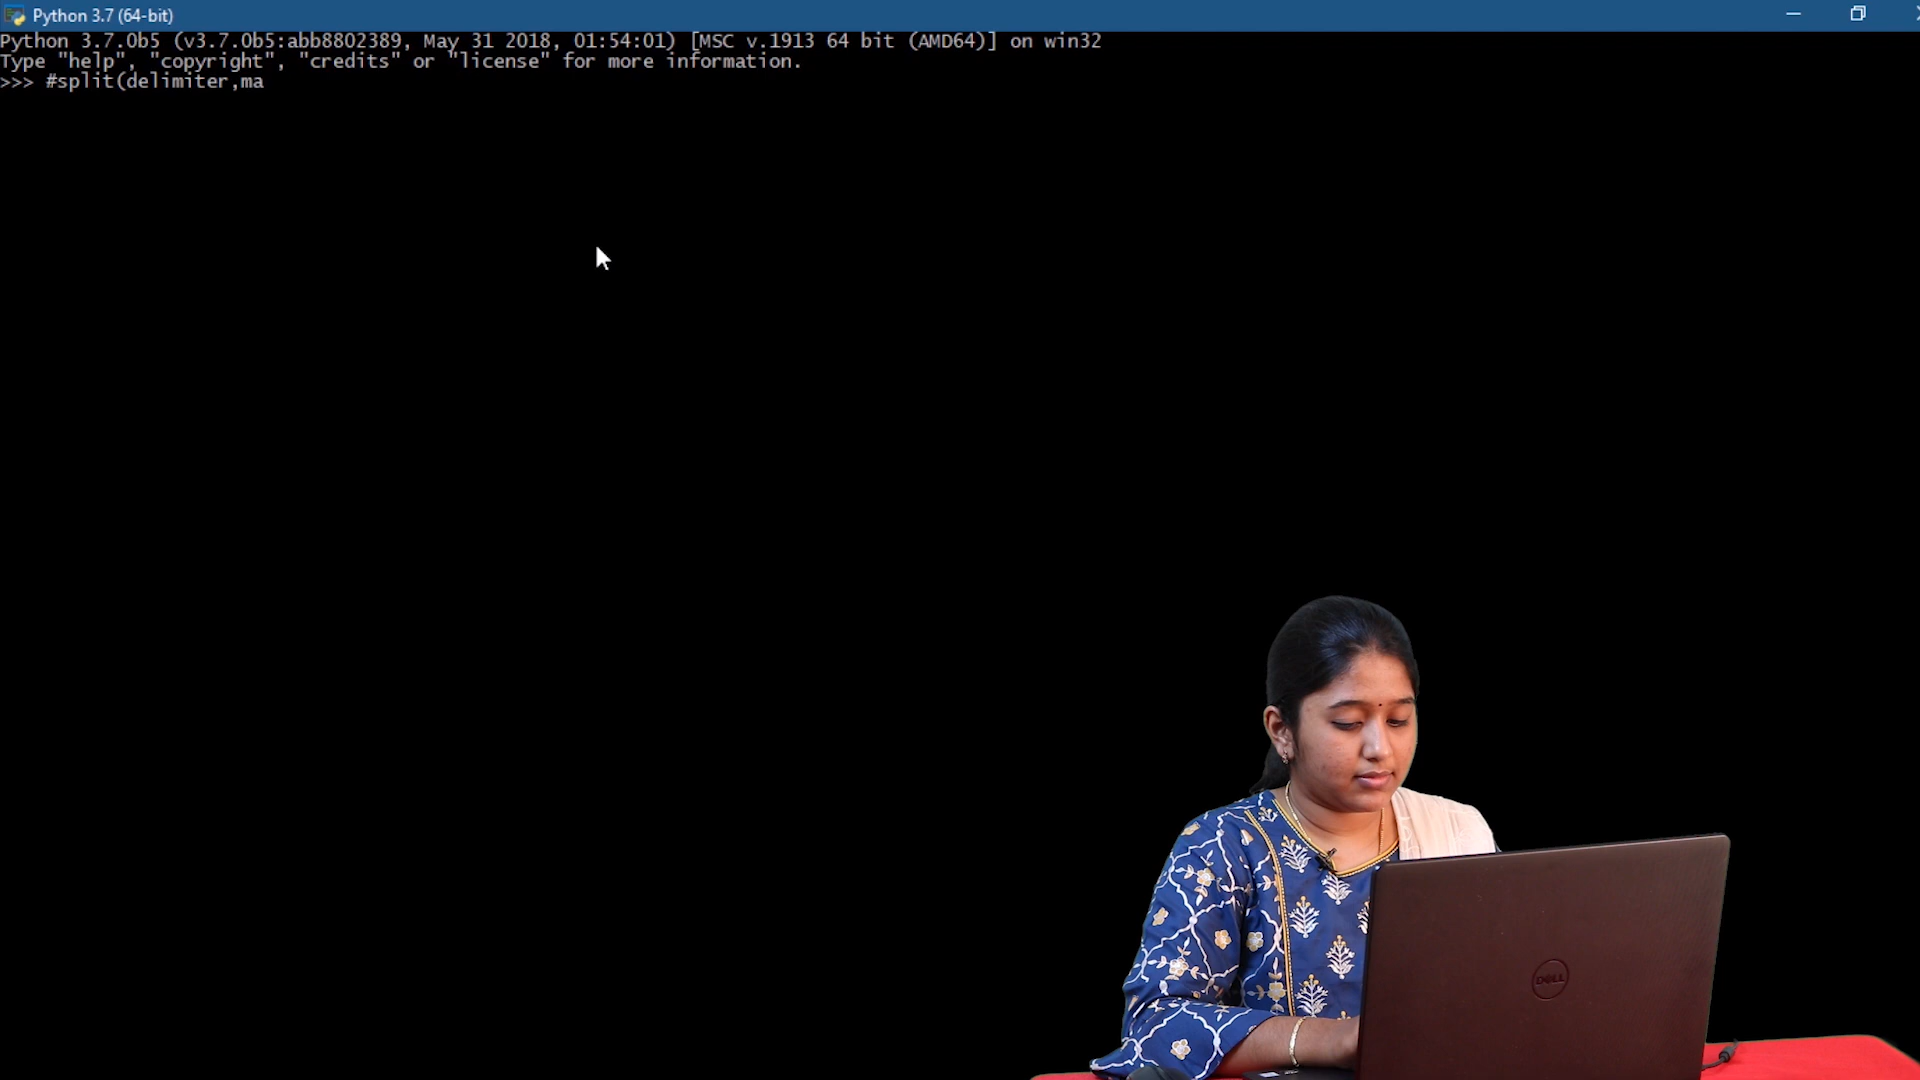 Python 3.7 (64-bit)
Python 3.7.0b5 (v3.7.0b5:abb8802389, May 31 2018, 01:54:01) [MSC v.1913 64 bit (AMD64)] on win32
Type "help", "copyright", "credits" or "license" for more information.
>>> #split(delimiter,ma
DELL